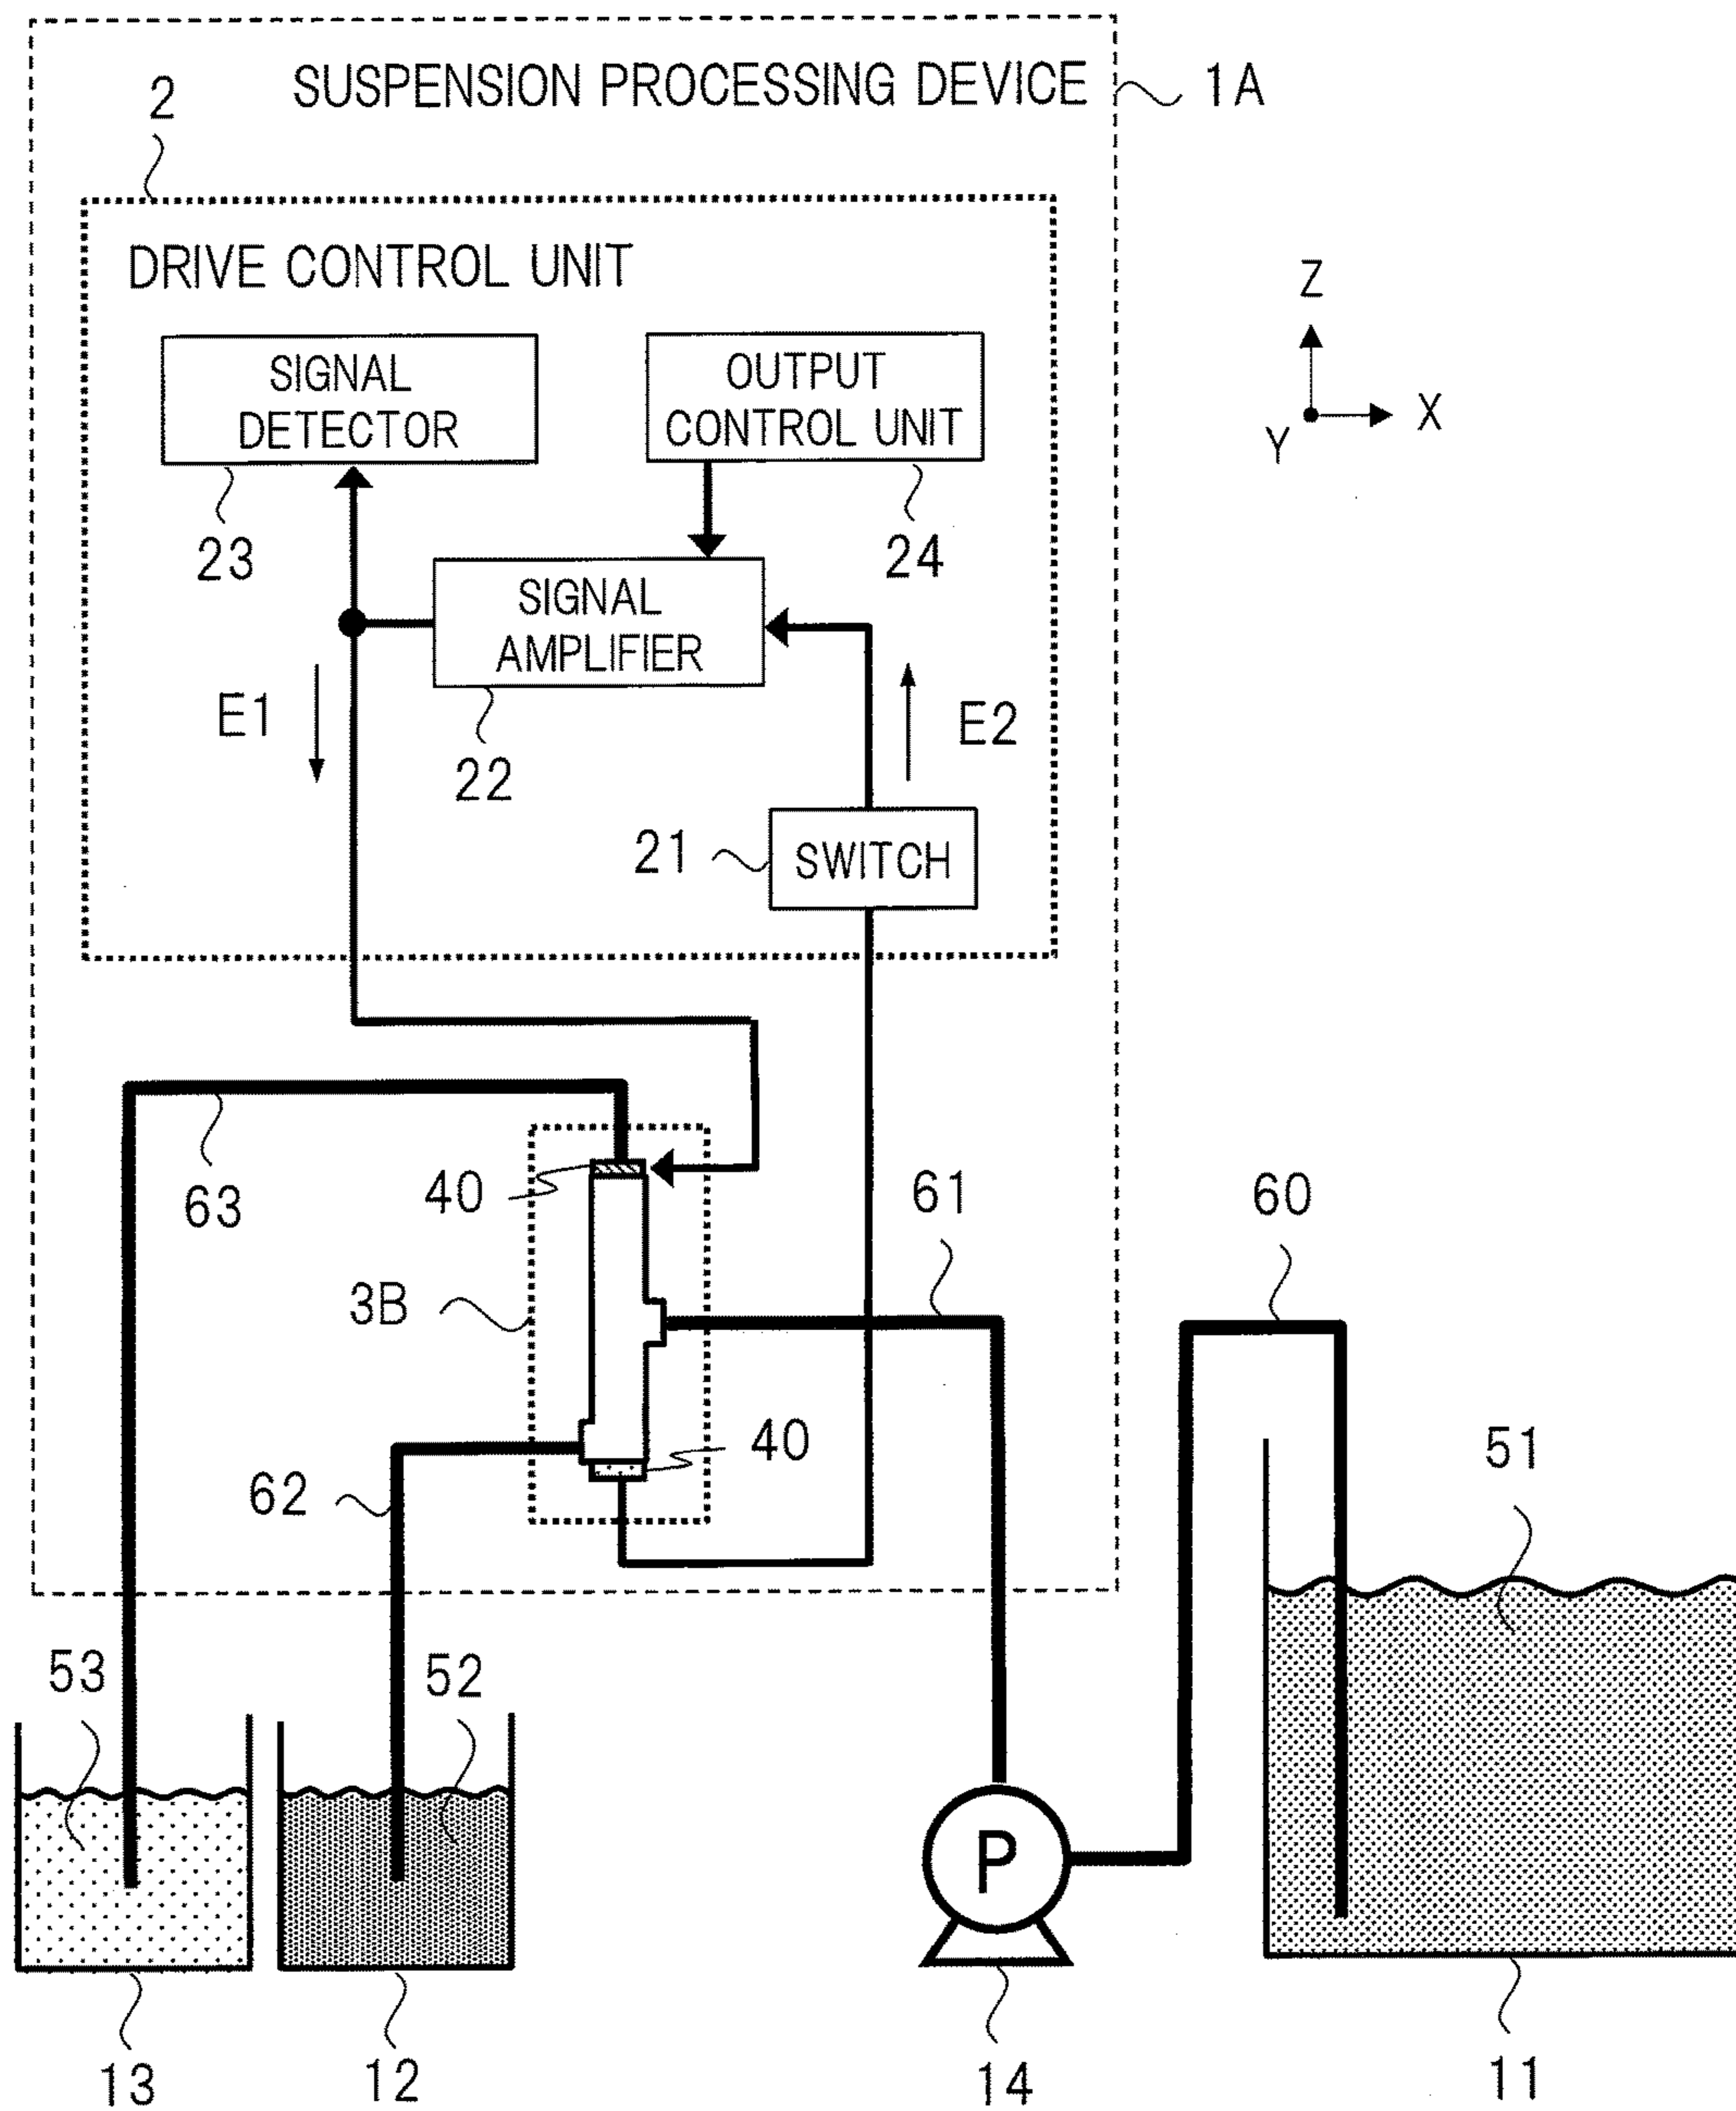 SUSPENSION PROCESSING DEVICE
1A
2
DRIVE CONTROL UNIT
SIGNAL
DETECTOR
OUTPUT
CONTROL UNIT
Z
X
Y
23
24
SIGNAL
AMPLIFIER
E1
E2
22
21
SWITCH
63
40
61
60
3B
40
62
51
53
52
P
13
12
14
11